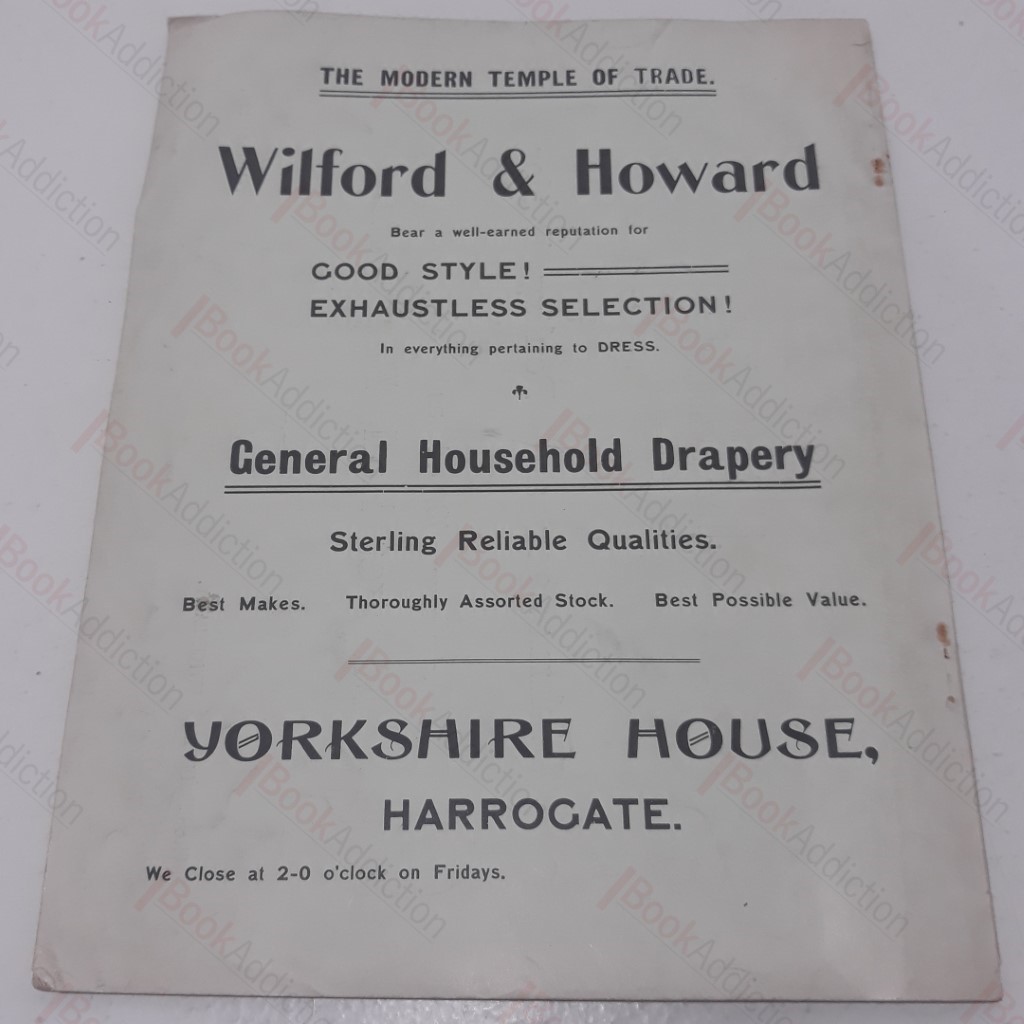 THE MODERN TEMPLE OF TRADE.
Wilford & Howard
Bear a well-earned reputation for
GOOD STYLE!
EXHAUSTLESS SELECTION!
In everything pertaining to DRESS.
General Household Drapery
Sterling Reliable Qualities.
Best Makes. Thoroughly Assorted Stock. Best Possible Value.
YORKSHIRE HOUSE,
HARROGATE.
We Close at 2-0 o'clock on Fridays.
BookAddiction